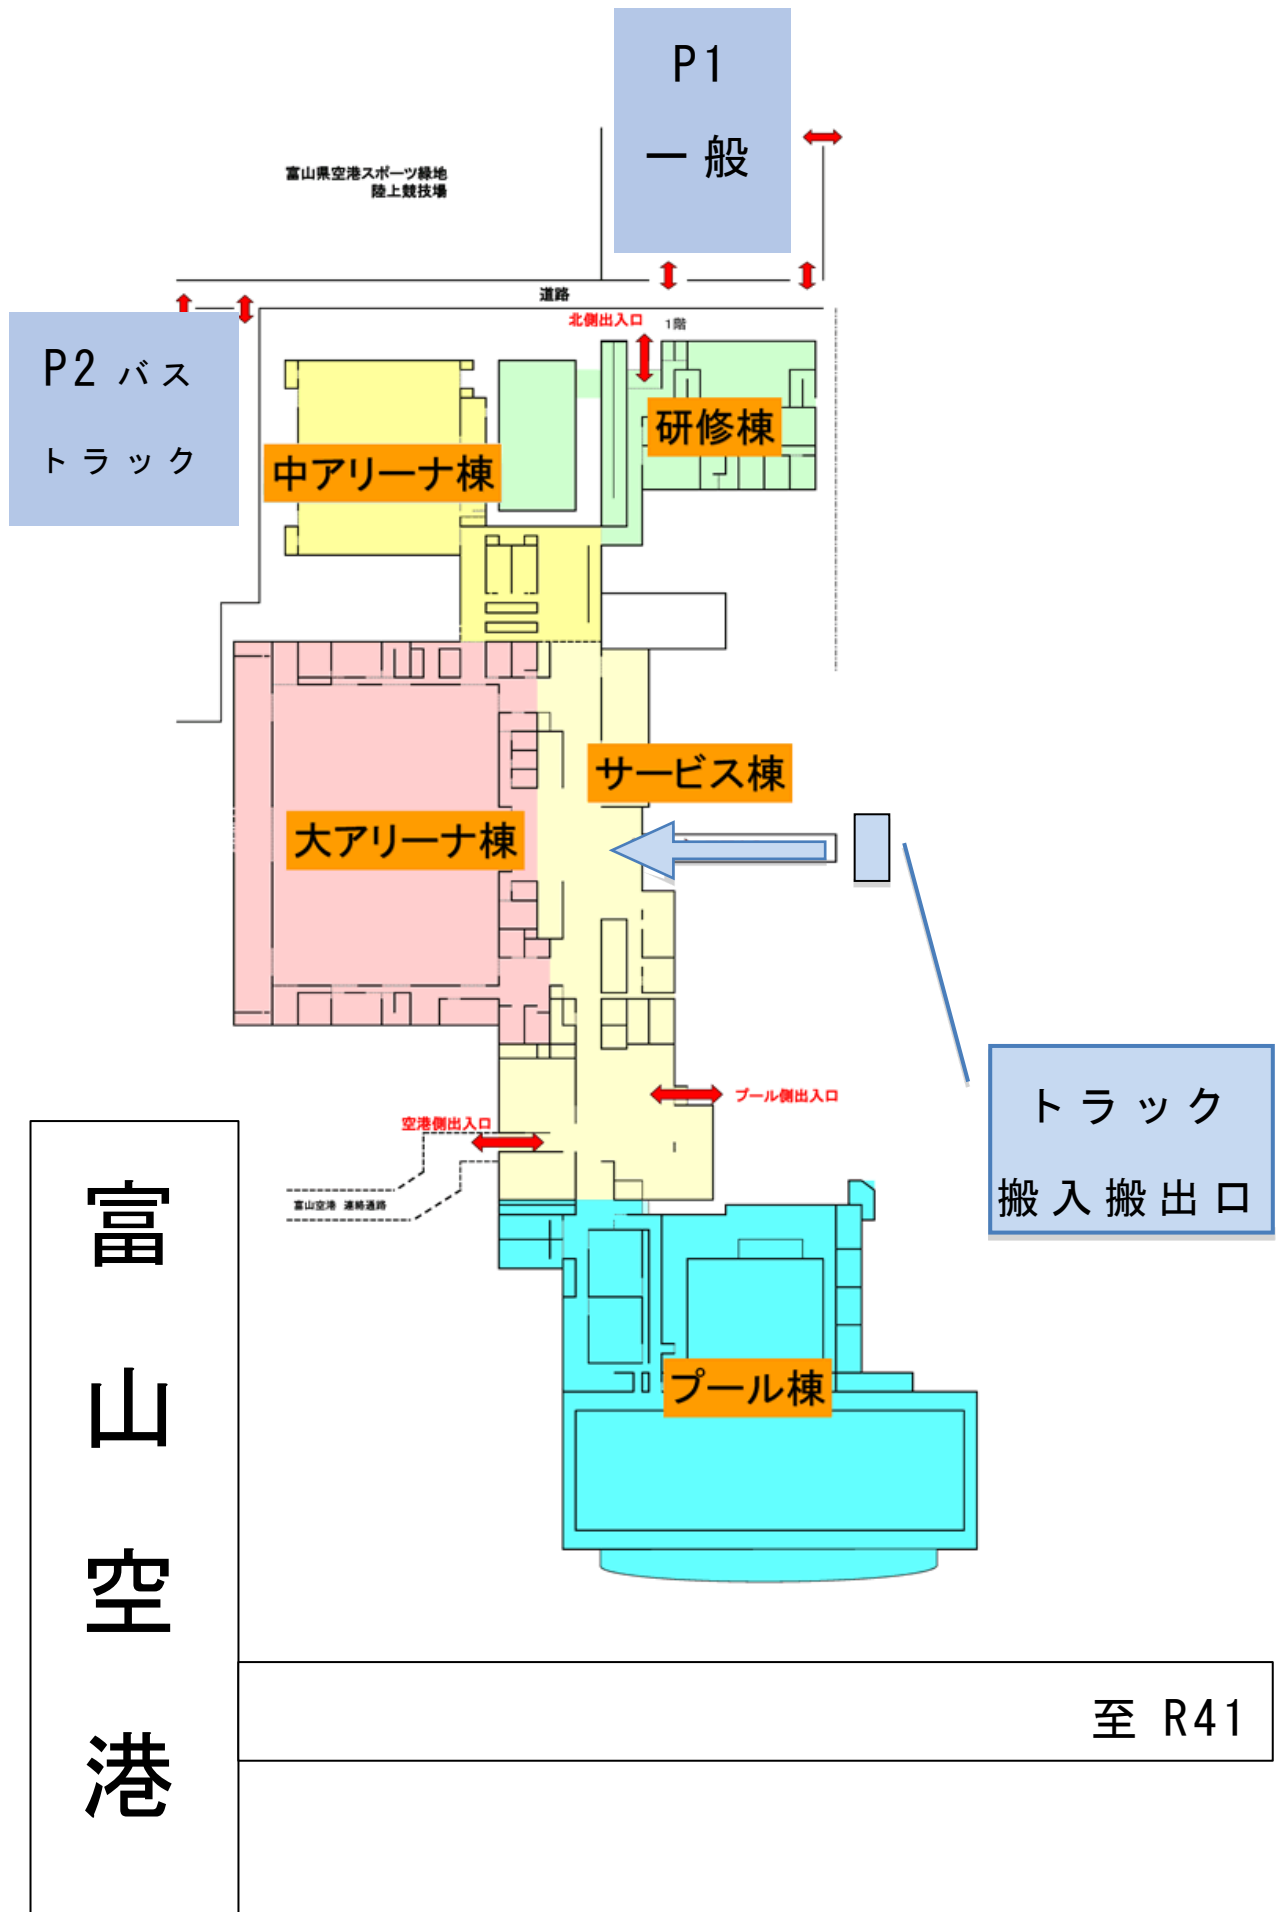 P1
一般
富山県空港スポーツ緑地
陸上競技場
道路
北側出入口
1階
P2 バス
トラック
研修棟
中アリーナ棟
サービス棟
大アリーナ棟
トラック
搬入搬出口
プール側出入口
空港側出入口
富山空港 連絡通路
プール棟
富山空港
至 R41